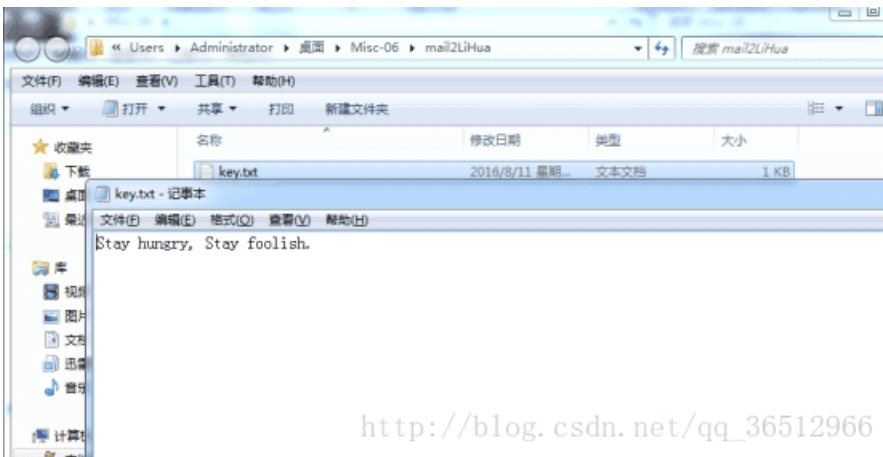 « Users ▸ Administrator ▸ 桌面 ▸ Misc-06 ▸ mail2LiHua
搜索 mail2LiHua
文件(F) 编辑(E) 查看(V) 工具(T) 帮助(H)
组织 打开 共享 打印 新建文件夹
收藏夹
名称 修改日期 类型 大小
下载
key.txt 2016/8/11 星期... 文本文档 1 KB
key.txt - 记事本
文件(F) 编辑(E) 格式(O) 查看(V) 帮助(H)
Stay hungry, Stay foolish.
库
http://blog.csdn.net/qq_36512966